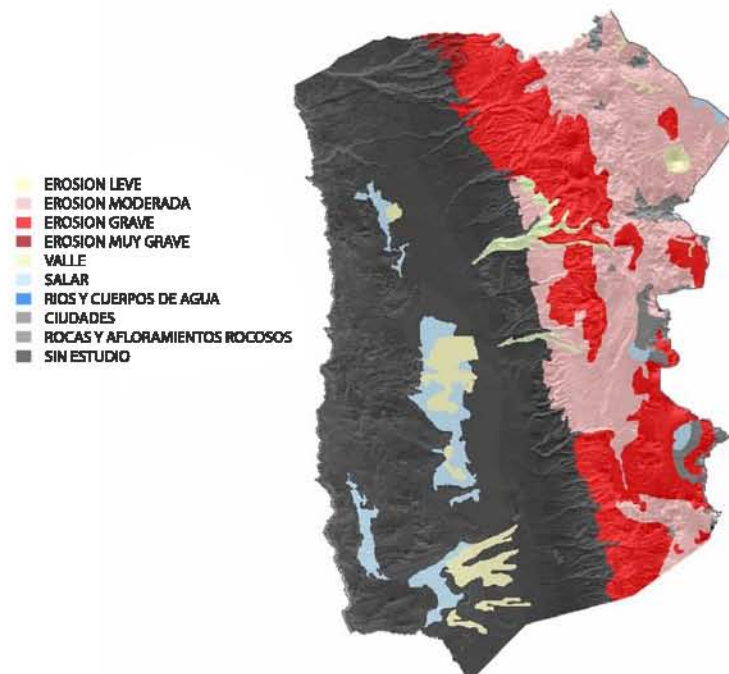 EROSION LEVE
EROSION MODERADA
EROSION GRAVE
EROSION MUY GRAVE
VALLE
SALAR
RIOS Y CUERPOS DE AGUA
CIUDADES
ROCAS Y AFLORAMIENTOS ROCOSOS
SIN ESTUDIO